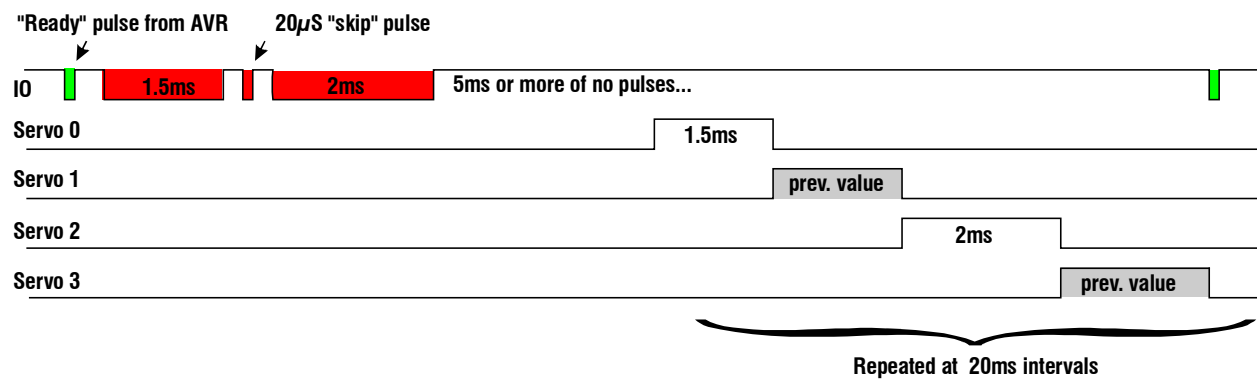 "Ready" pulse from AVR 20µS "skip" pulse
IO 1.5ms 2ms 5ms or more of no pulses...
Servo 0 1.5ms
Servo 1 prev. value
Servo 2 2ms
Servo 3 prev. value
Repeated at 20ms intervals